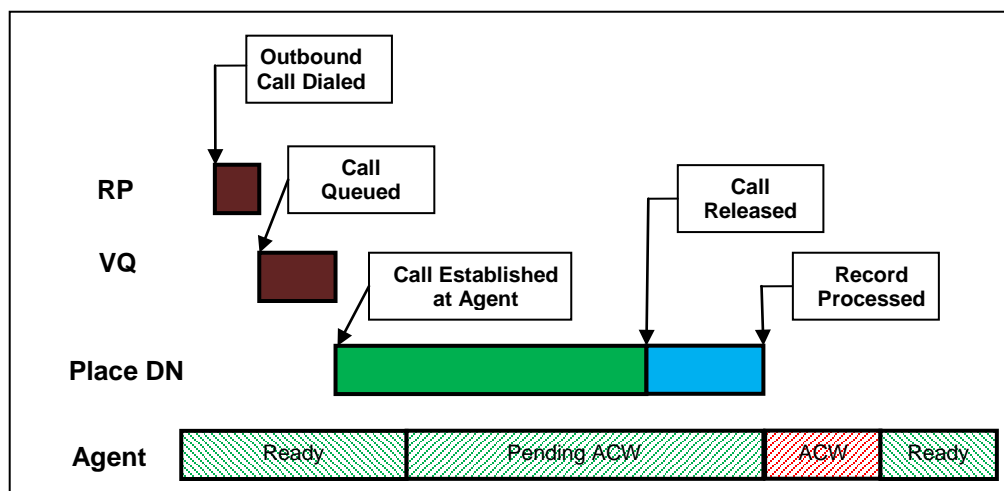 Outbound
Call Dialed
RP
Call
Queued
Call
Released
VQ
Call Established
at Agent
Record
Processed
Place DN
Agent
Ready
Pending ACW
ACW
Ready